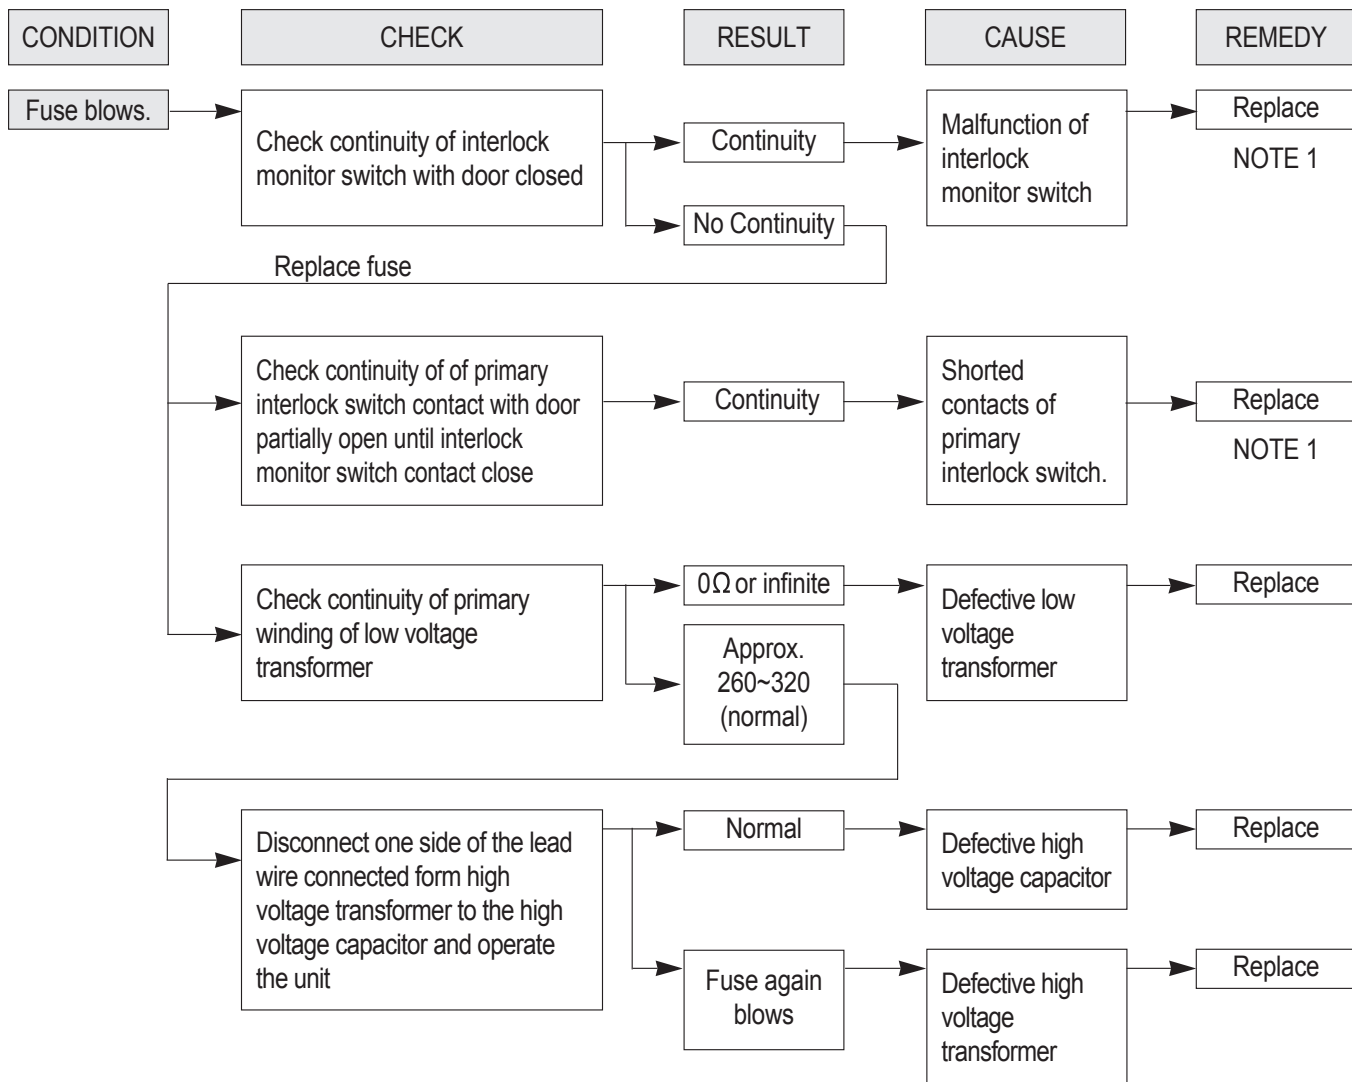 CONDITION
CHECK
RESULT
CAUSE
REMEDY
Fuse blows.
Check continuity of interlock
monitor switch with door closed
Continuity
Malfunction of
interlock
monitor switch
Replace
NOTE 1
No Continuity
Replace fuse
Check continuity of of primary
interlock switch contact with door
partially open until interlock
monitor switch contact close
Continuity
Shorted
contacts of
primary
interlock switch.
Replace
NOTE 1
Check continuity of primary
winding of low voltage
transformer
0Ω or infinite
Defective low
voltage
transformer
Replace
Approx.
260~320
(normal)
Disconnect one side of the lead
wire connected form high
voltage transformer to the high
voltage capacitor and operate
the unit
Normal
Defective high
voltage capacitor
Replace
Fuse again
blows
Defective high
voltage
transformer
Replace